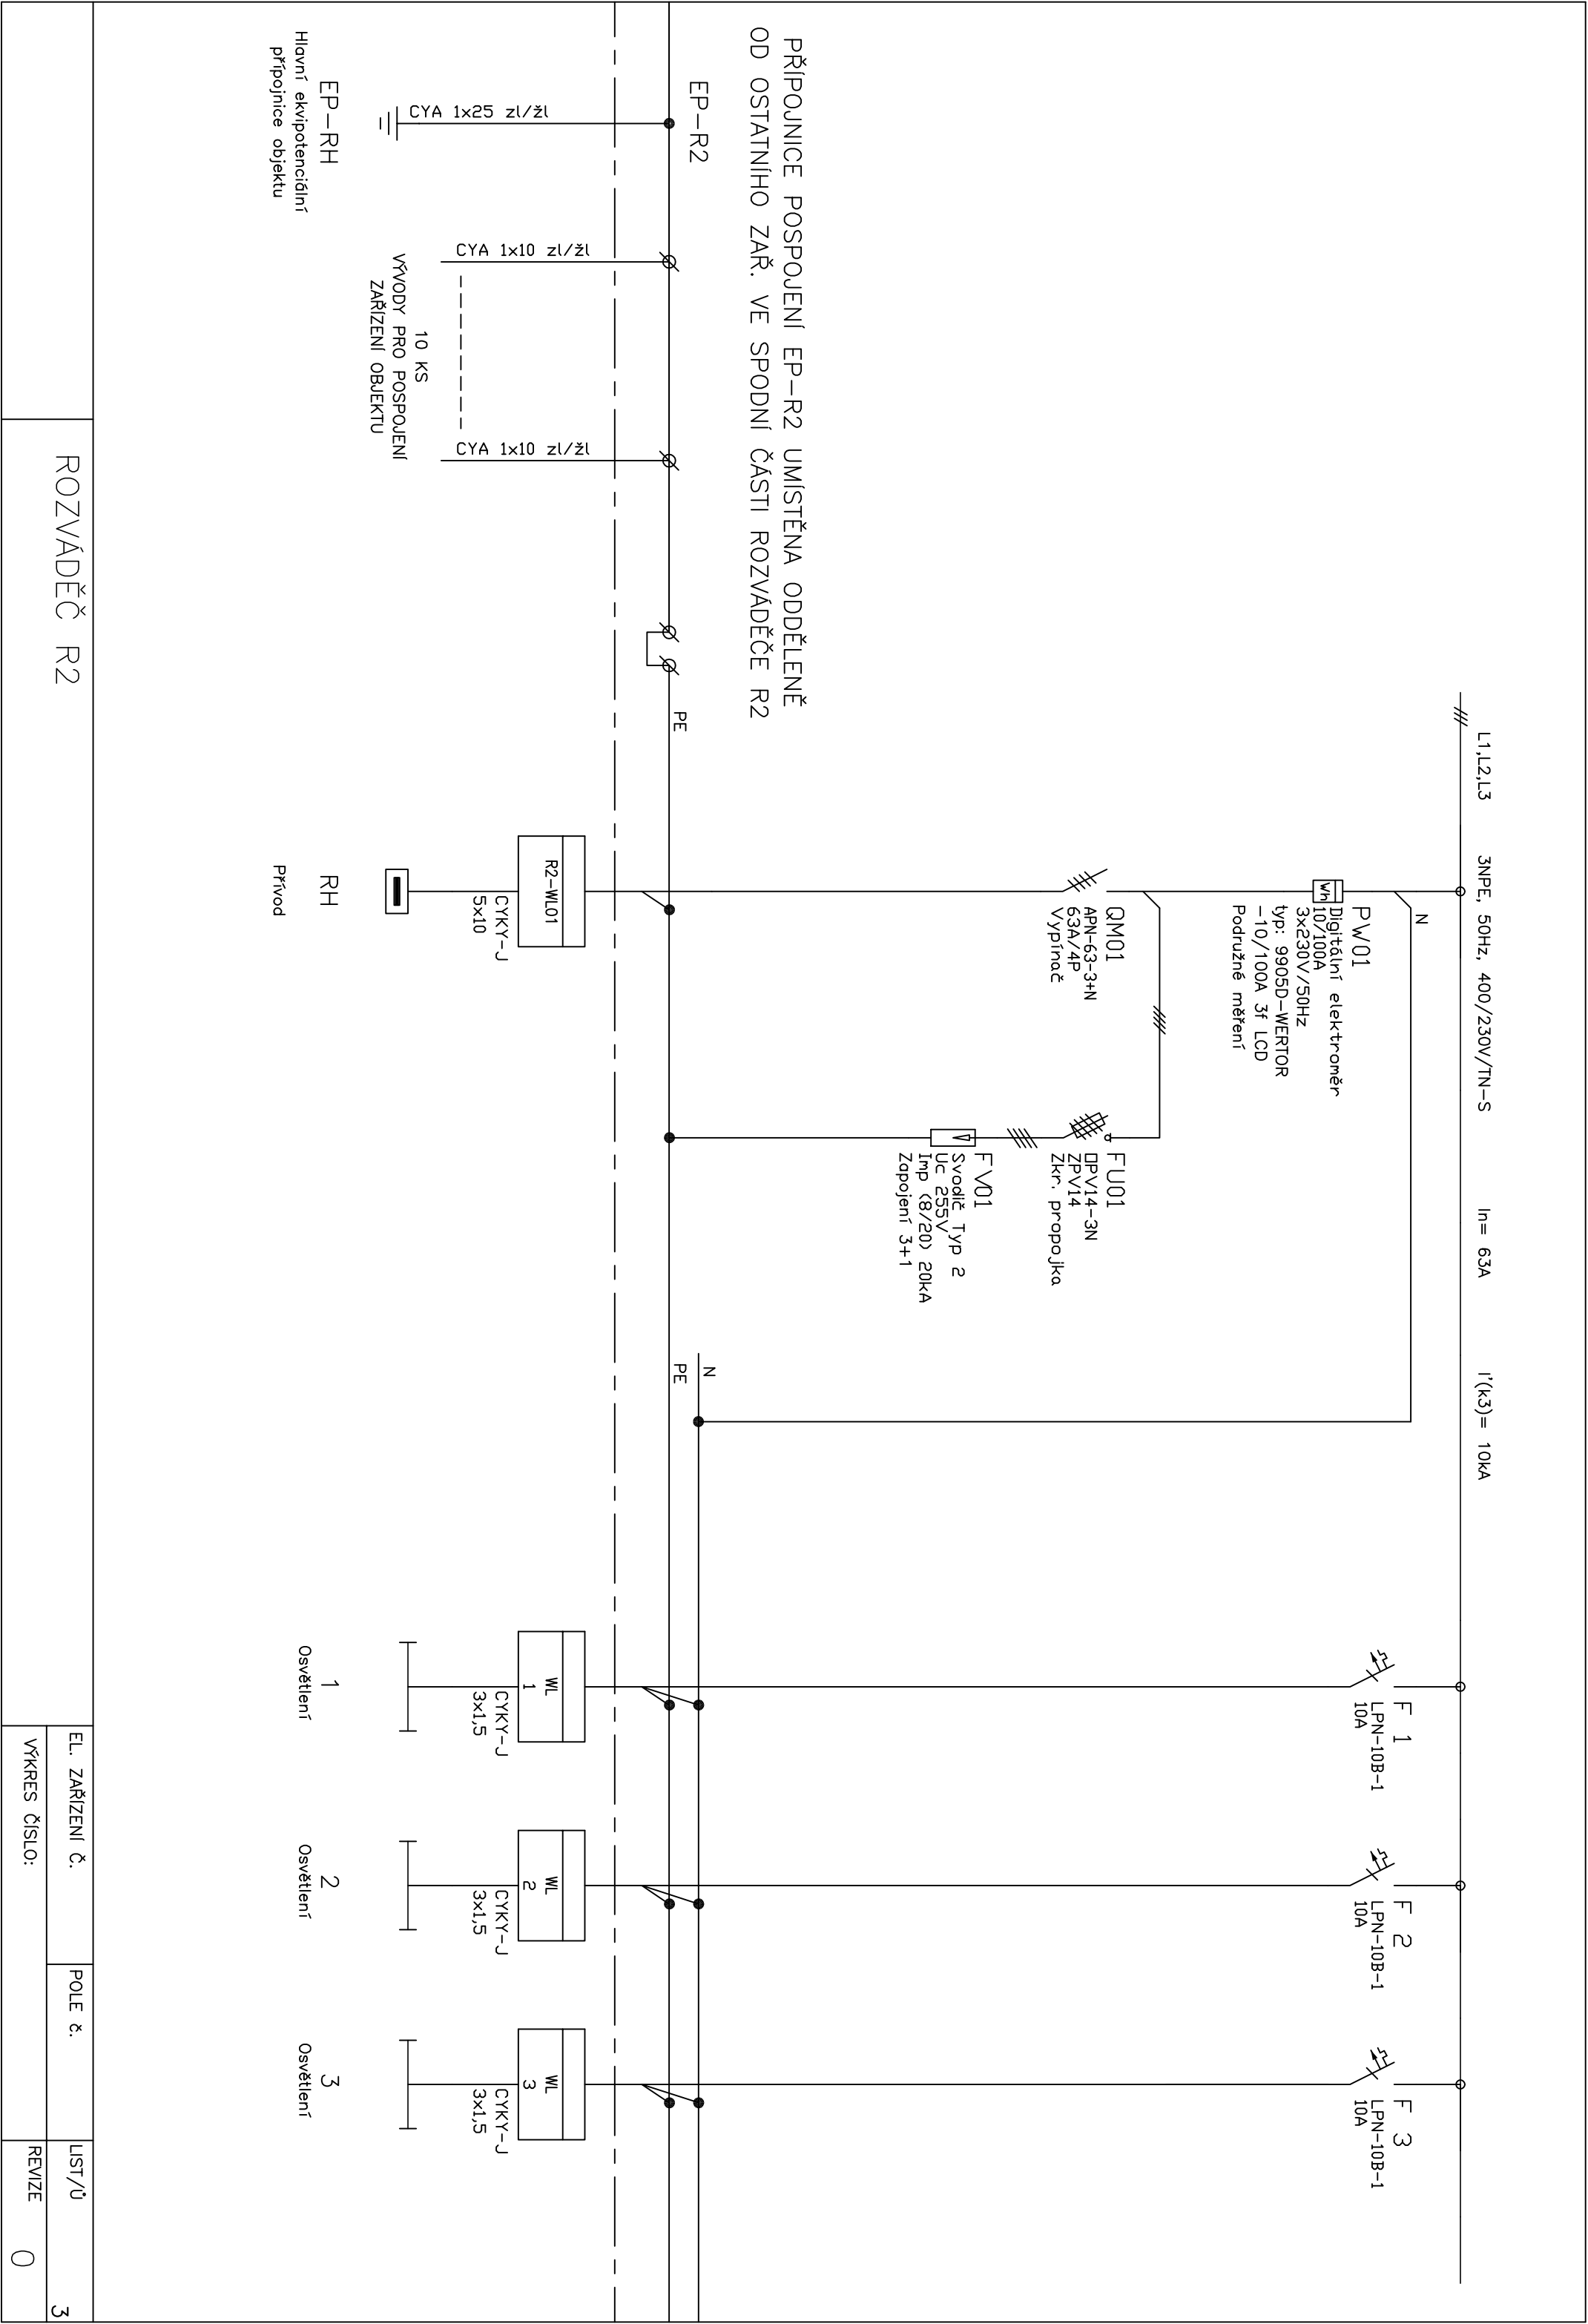 L1,L2,L3
3NPE, 50Hz, 400/230V/TN-S
In= 63A
I'(k3)= 10kA
N
PW01
Digitální elektroměr
10/100A
3x230V/50Hz
typ: 9905D-WERTOR
-10/100A 3f LCD
Podružné měření
Wh
F 1
LPN-10B-1
10A
F 2
LPN-10B-1
10A
F 3
LPN-10B-1
10A
QM01
APN-63-3+N
63A/4P
Vypínač
FU01
OPV14-3N
ZPV14
Zkr. propojka
FV01
Svodič Typ 2
Uc 255V
Imp (8/20) 20kA
Zapojení 3+1
PŘÍPOJNICE POSPOJENÍ EP-R2 UMÍSTĚNA ODDĚLENĚ
OD OSTATNÍHO ZAŘ. VE SPODNÍ ČÁSTI ROZVÁDĚČE R2
EP-R2
PE
N
PE
CYA 1x25 zl/žl
CYA 1x10 zl/žl
CYA 1x10 zl/žl
10 KS
VÝVODY PRO POSPOJENÍ
ZAŘÍZENÍ OBJEKTU
R2-WL01
CYKY-J
5x10
WL
1
CYKY-J
3x1,5
WL
2
CYKY-J
3x1,5
WL
3
CYKY-J
3x1,5
EP-RH
Hlavní ekvipotenciální
přípojnice objektu
RH
Přívod
1
Osvětlení
2
Osvětlení
3
Osvětlení
ROZVÁDĚČ R2
EL. ZAŘÍZENÍ Č.
POLE č.
LIST/Ů
3
VÝKRES ČÍSLO:
REVIZE
0